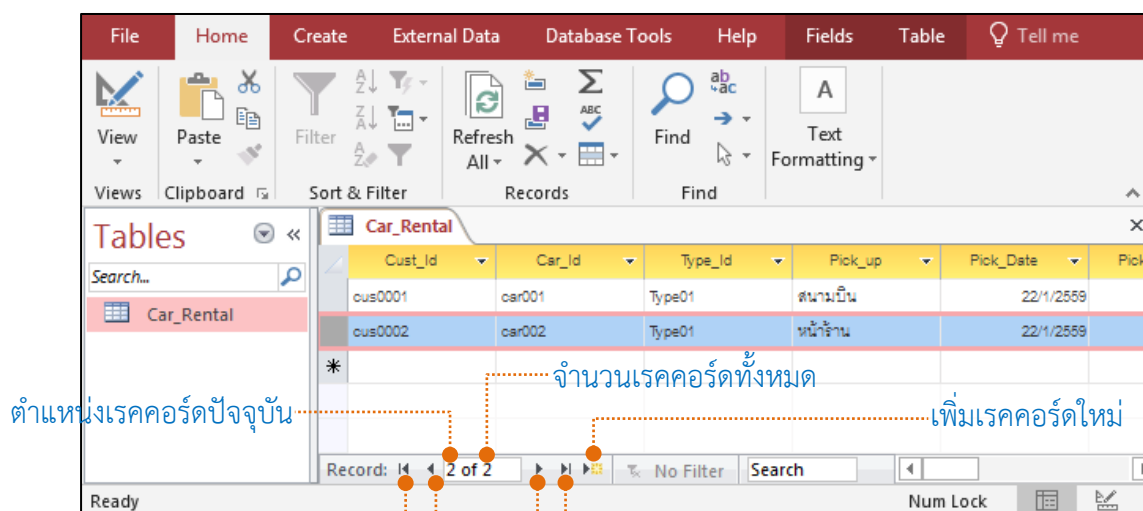 File Home Create External Data Database Tools Help Fields Table Tell me
View Paste Filter Refresh All Find ab ac Text Formatting
ABC
A
Views Clipboard Sort & Filter Records Find
Tables
Search...
Car_Rental
Car_Rental
Cust_Id Car_Id Type_Id Pick_up Pick_Date Pick
cus0001 car001 Type01 สนามบิน 22/1/2559
cus0002 car002 Type01 หน้าร้าน 22/1/2559
จำนวนเรคคอร์ดทั้งหมด
ตำแหน่งเรคคอร์ดปัจจุบัน
เพิ่มเรคคอร์ดใหม่
Record: 2 of 2 No Filter Search
Ready Num Lock